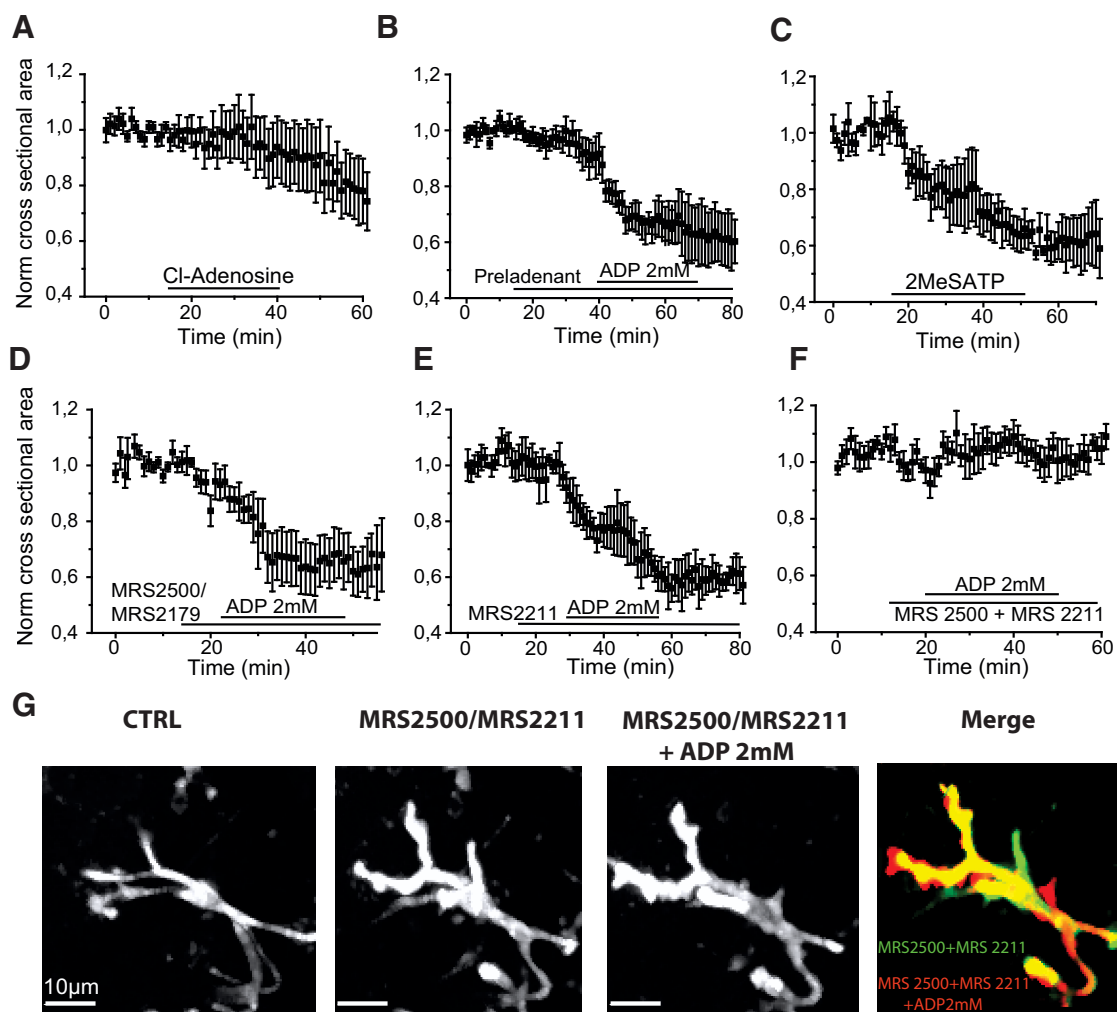 A
B
C
Norm cross sectional area
1,2
1,0
0,8
0,6
0,4
Cl-Adenosine
0
20
40
60
Time (min)
1,2
1,0
0,8
0,6
0,4
Preladenant
ADP 2mM
0
20
40
60
80
Time (min)
1,2
1,0
0,8
0,6
0,4
2MeSATP
0
20
40
60
Time (min)
D
E
F
Norm cross sectional area
1,2
1,0
0,8
0,6
0,4
MRS2500/
MRS2179
ADP 2mM
0
20
40
Time (min)
1,2
1,0
0,8
0,6
0,4
MRS2211
ADP 2mM
0
20
40
60
80
Time (min)
1,2
1,0
0,8
0,6
0,4
ADP 2mM
MRS 2500 + MRS 2211
0
20
40
60
Time (min)
G
CTRL
MRS2500/MRS2211
MRS2500/MRS2211
+ ADP 2mM
Merge
10µm
MRS2500+MRS 2211
MRS 2500+MRS 2211
+ADP2mM